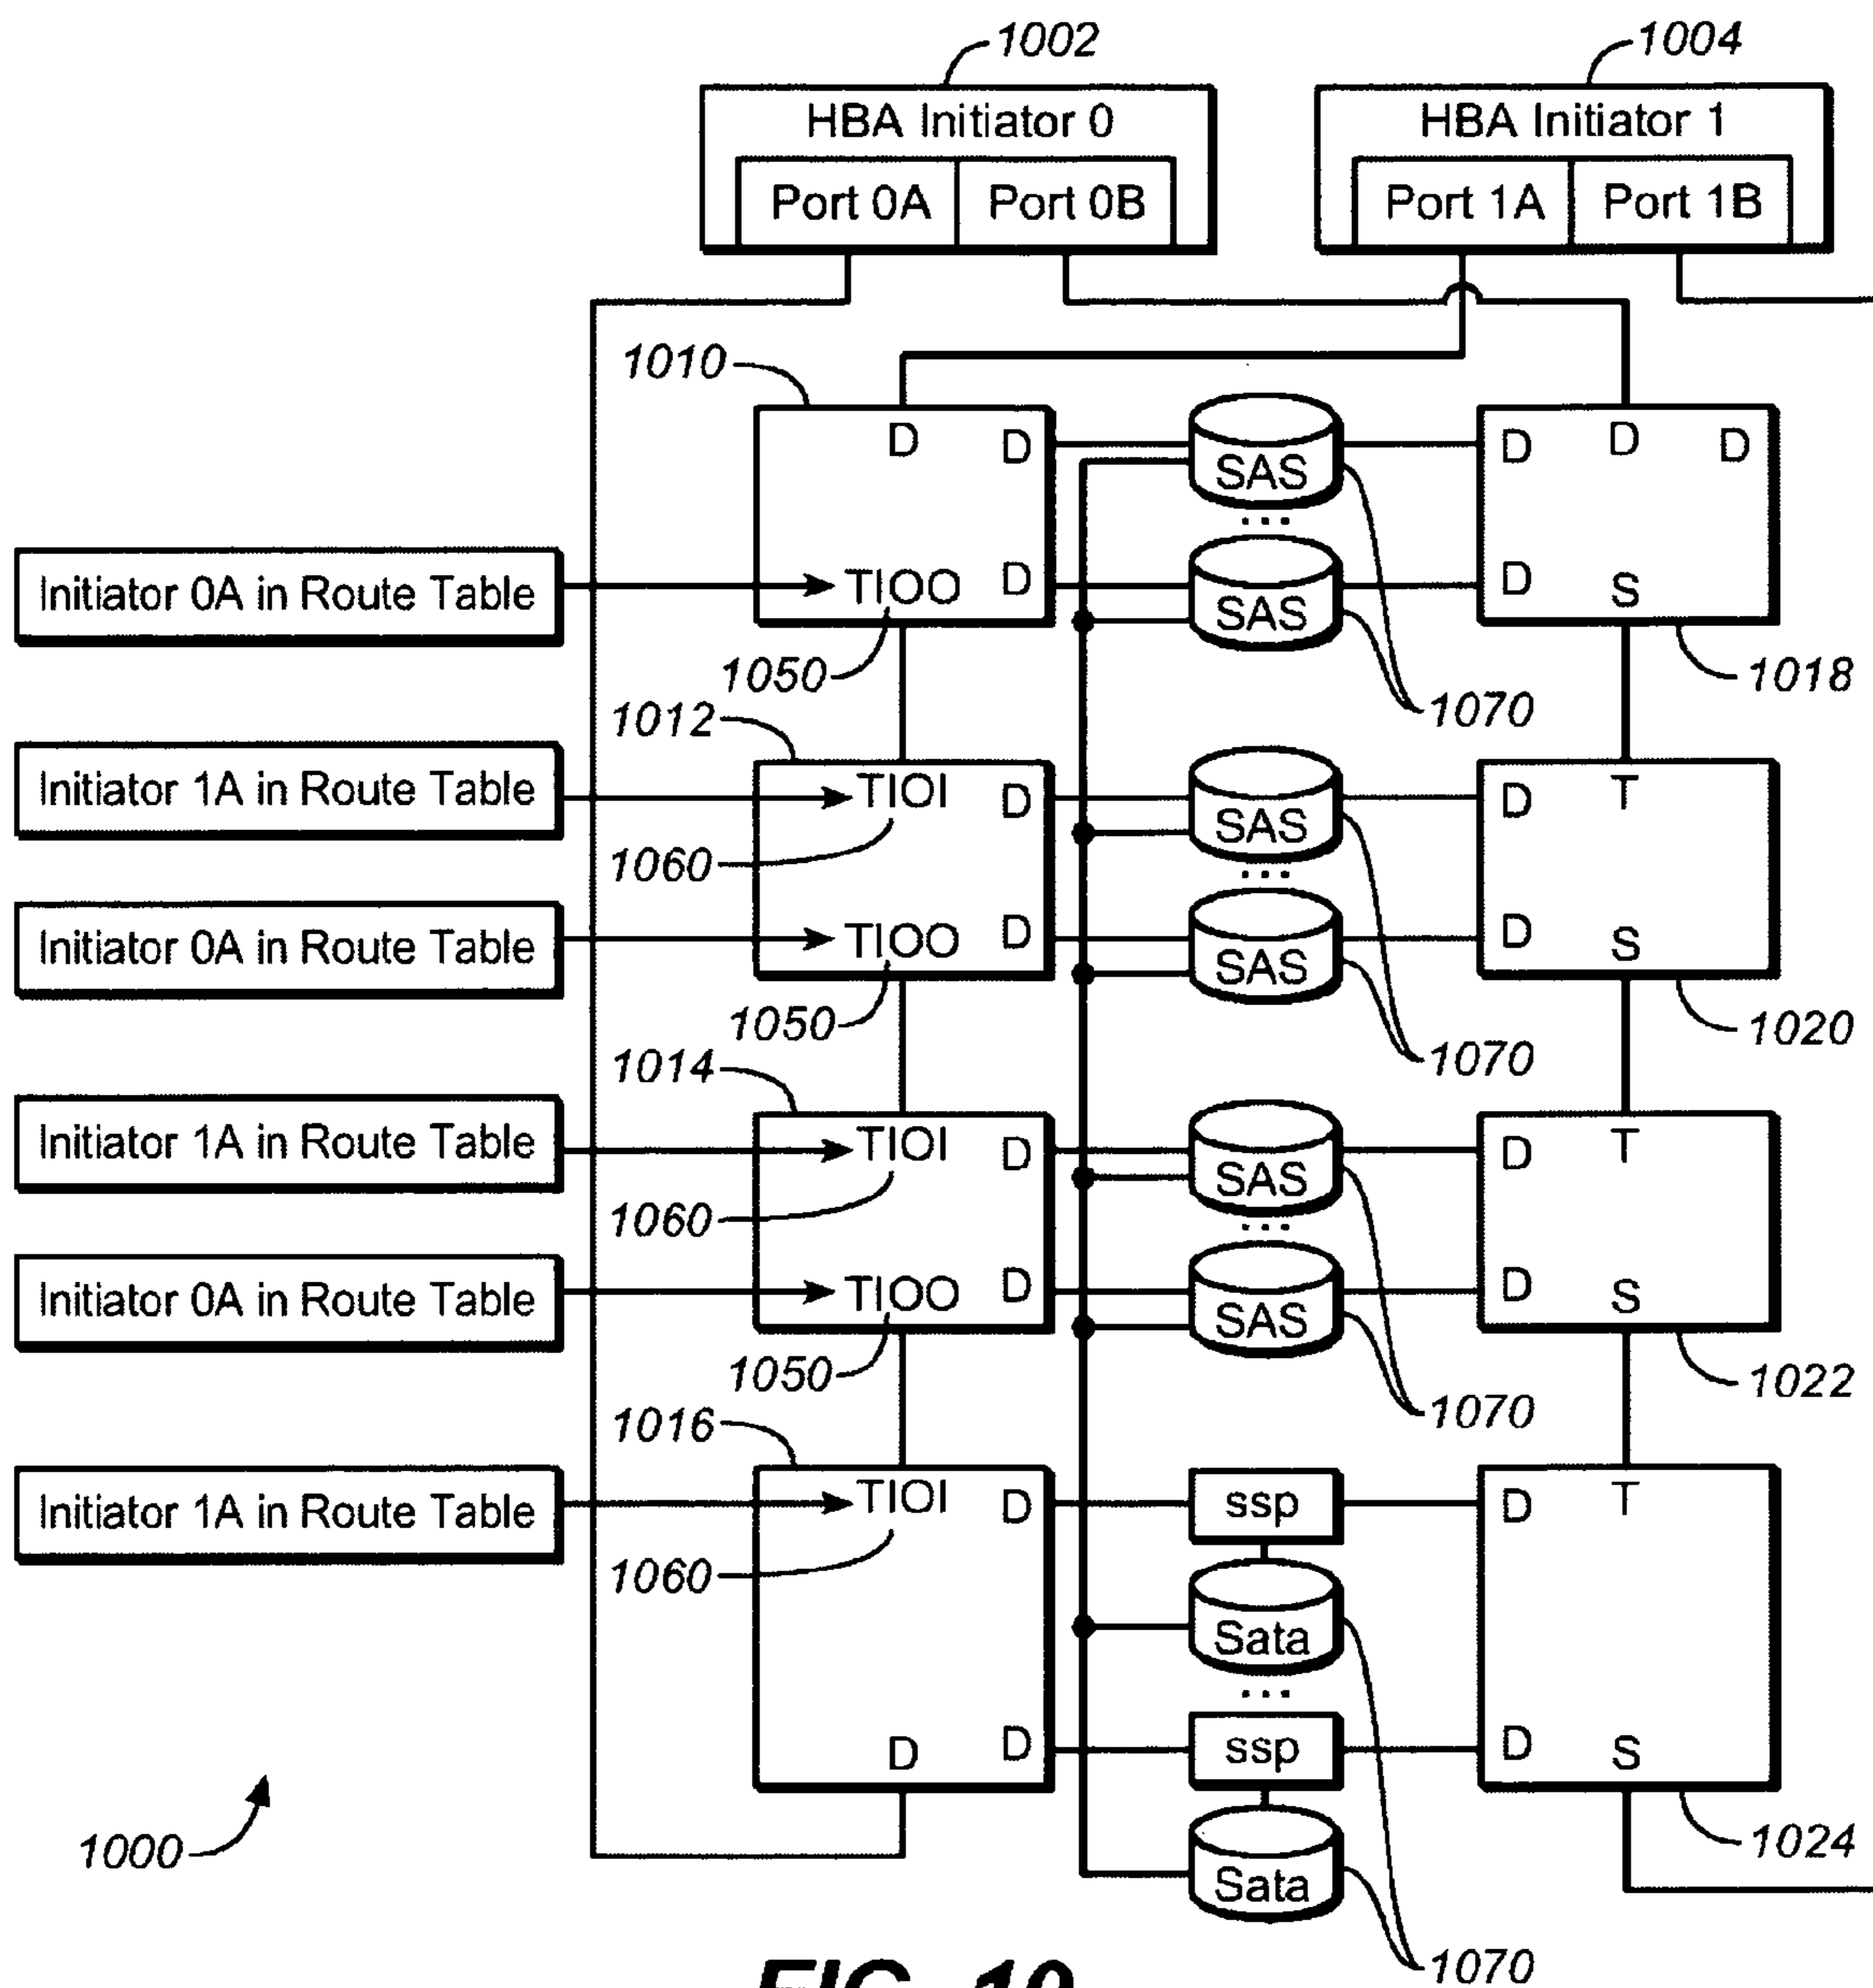 1002
1004
HBA Initiator 0
HBA Initiator 1
Port 0A
Port 0B
Port 1A
Port 1B
1010
D
D
SAS
D
D
D
...
Initiator 0A in Route Table
TIOO
D
SAS
D
S
1050
1018
1070
1012
Initiator 1A in Route Table
TIOI
D
SAS
D
T
1060
...
Initiator 0A in Route Table
TIOO
D
SAS
D
S
1050
1020
1070
1014
Initiator 1A in Route Table
TIOI
D
SAS
D
T
1060
...
Initiator 0A in Route Table
TIOO
D
SAS
D
S
1050
1022
1070
1016
Initiator 1A in Route Table
TIOI
D
ssp
D
T
1060
Sata
...
D
D
ssp
D
S
1000
1024
Sata
1070
FIG. 10